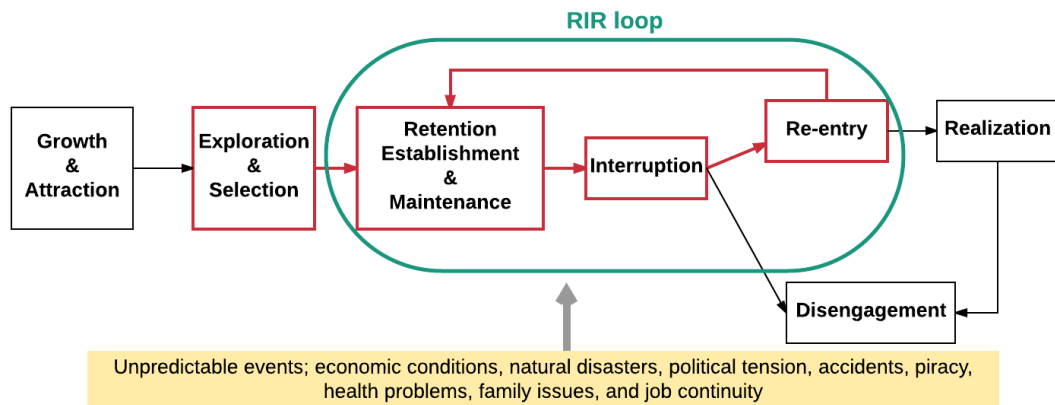 RIR loop
Growth
&
Attraction
Exploration
&
Selection
Retention
Establishment
&
Maintenance
Interruption
Re-entry
Realization
Disengagement
Unpredictable events; economic conditions, natural disasters, political tension, accidents, piracy,
health problems, family issues, and job continuity